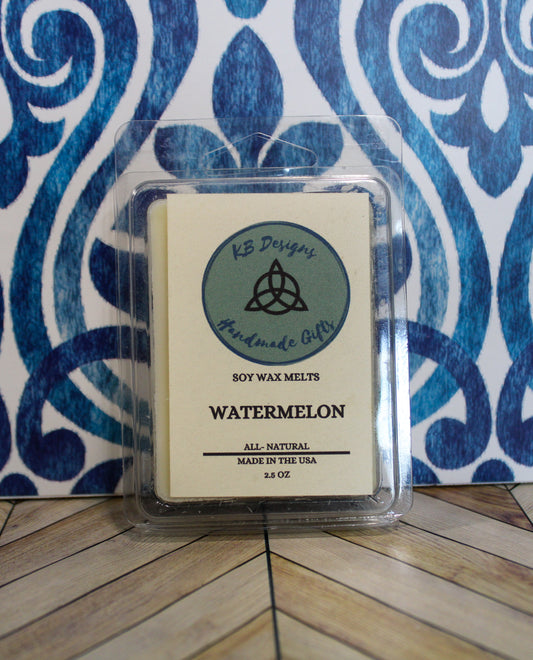 KB Designs
Handmade Gifts
SOY WAX MELTS
WATERMELON
ALL- NATURAL
MADE IN THE USA
2.5 OZ